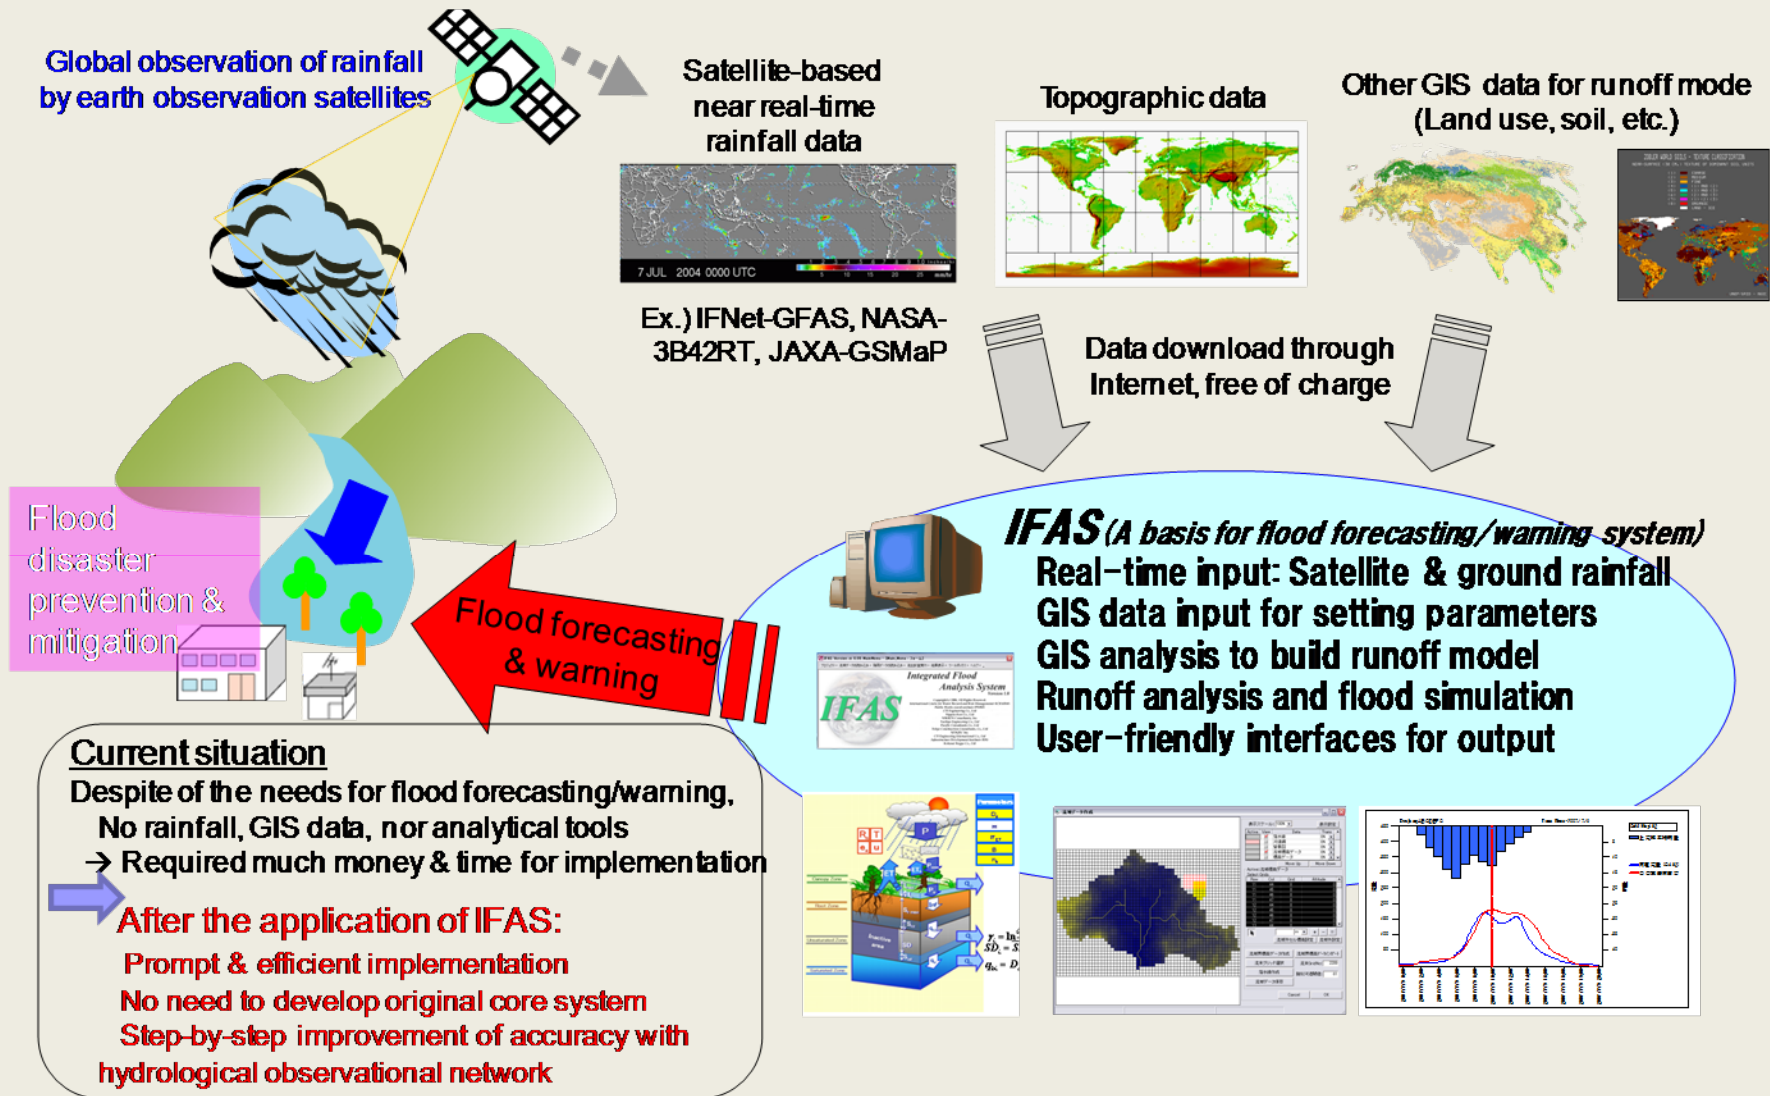 Global observation of rainfall
by earth observation satellites
Satellite-based
near real-time
rainfall data
7 JUL 2004 0000 UTC
Ex.) IFNet-GFAS, NASA-
3B42RT, JAXA-GSMaP
Topographic data
Other GIS data for runoff mode
(Land use, soil, etc.)
Data download through
Internet, free of charge
IFAS (A basis for flood forecasting/warning system)
Real-time input: Satellite & ground rainfall
GIS data input for setting parameters
GIS analysis to build runoff model
Runoff analysis and flood simulation
User-friendly interfaces for output
Integrated Flood
Analysis System
IFAS
Flood forecasting
& warning
Flood
disaster
prevention &
mitigation
Current situation
Despite of the needs for flood forecasting/warning,
No rainfall, GIS data, nor analytical tools
→ Required much money & time for implementation
After the application of IFAS:
Prompt & efficient implementation
No need to develop original core system
Step-by-step improvement of accuracy with
hydrological observational network
Parameters
P
R T
Cancel